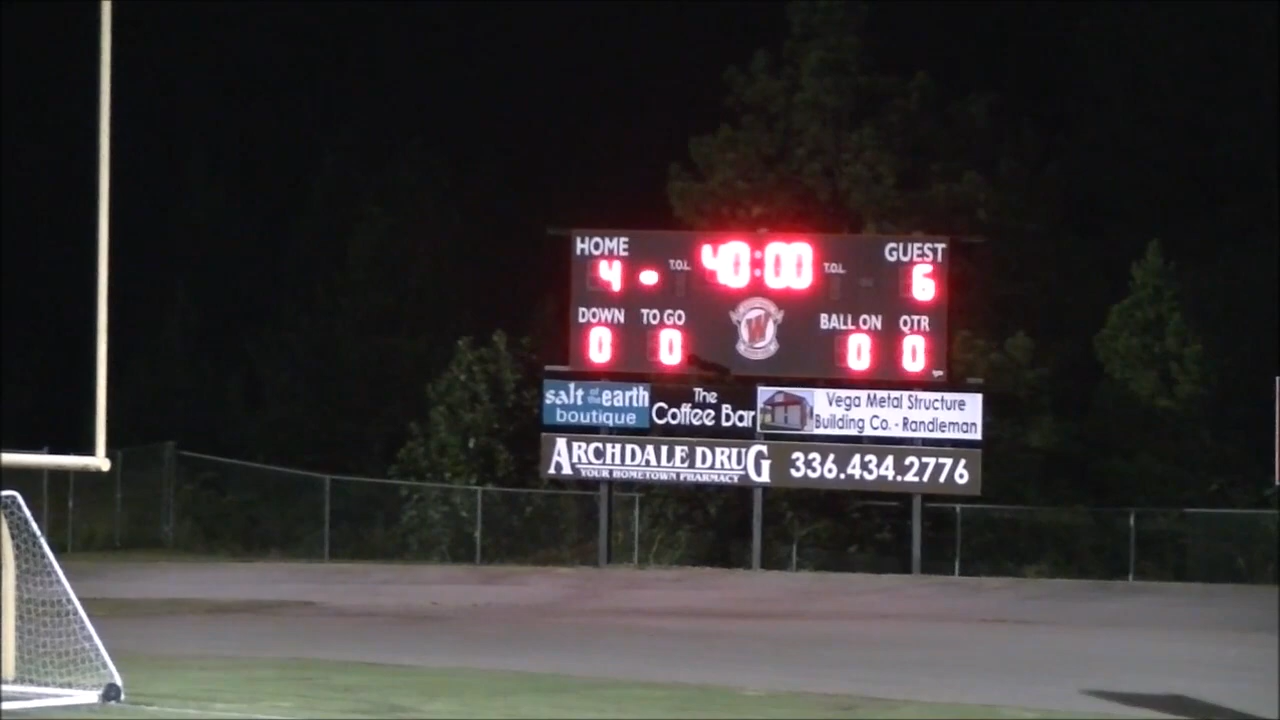 HOME 40:00 GUEST
4 - T.O.L T.O.L 6
DOWN TO GO W BALL ON QTR
0 0 0 0
salt of the earth
boutique
The
Coffee Bar
Vega Metal Structure
Building Co. - Randleman
ARCHDALE DRUG 336.434.2776
YOUR HOMETOWN PHARMACY